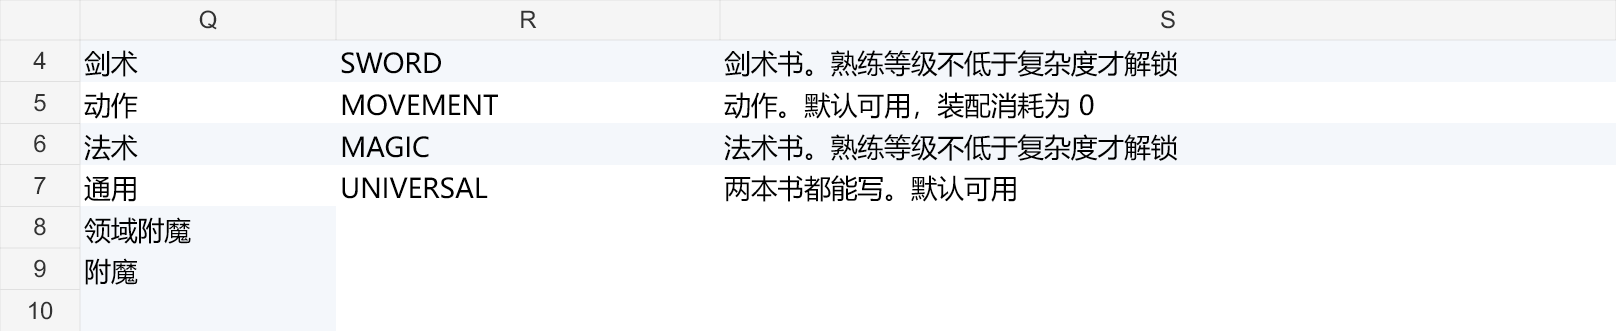 Q R S
4 剑术 SWORD 剑术书。熟练等级不低于复杂度才解锁
5 动作 MOVEMENT 动作。默认可用，装配消耗为 0
6 法术 MAGIC 法术书。熟练等级不低于复杂度才解锁
7 通用 UNIVERSAL 两本书都能写。默认可用
8 领域附魔
9 附魔
10